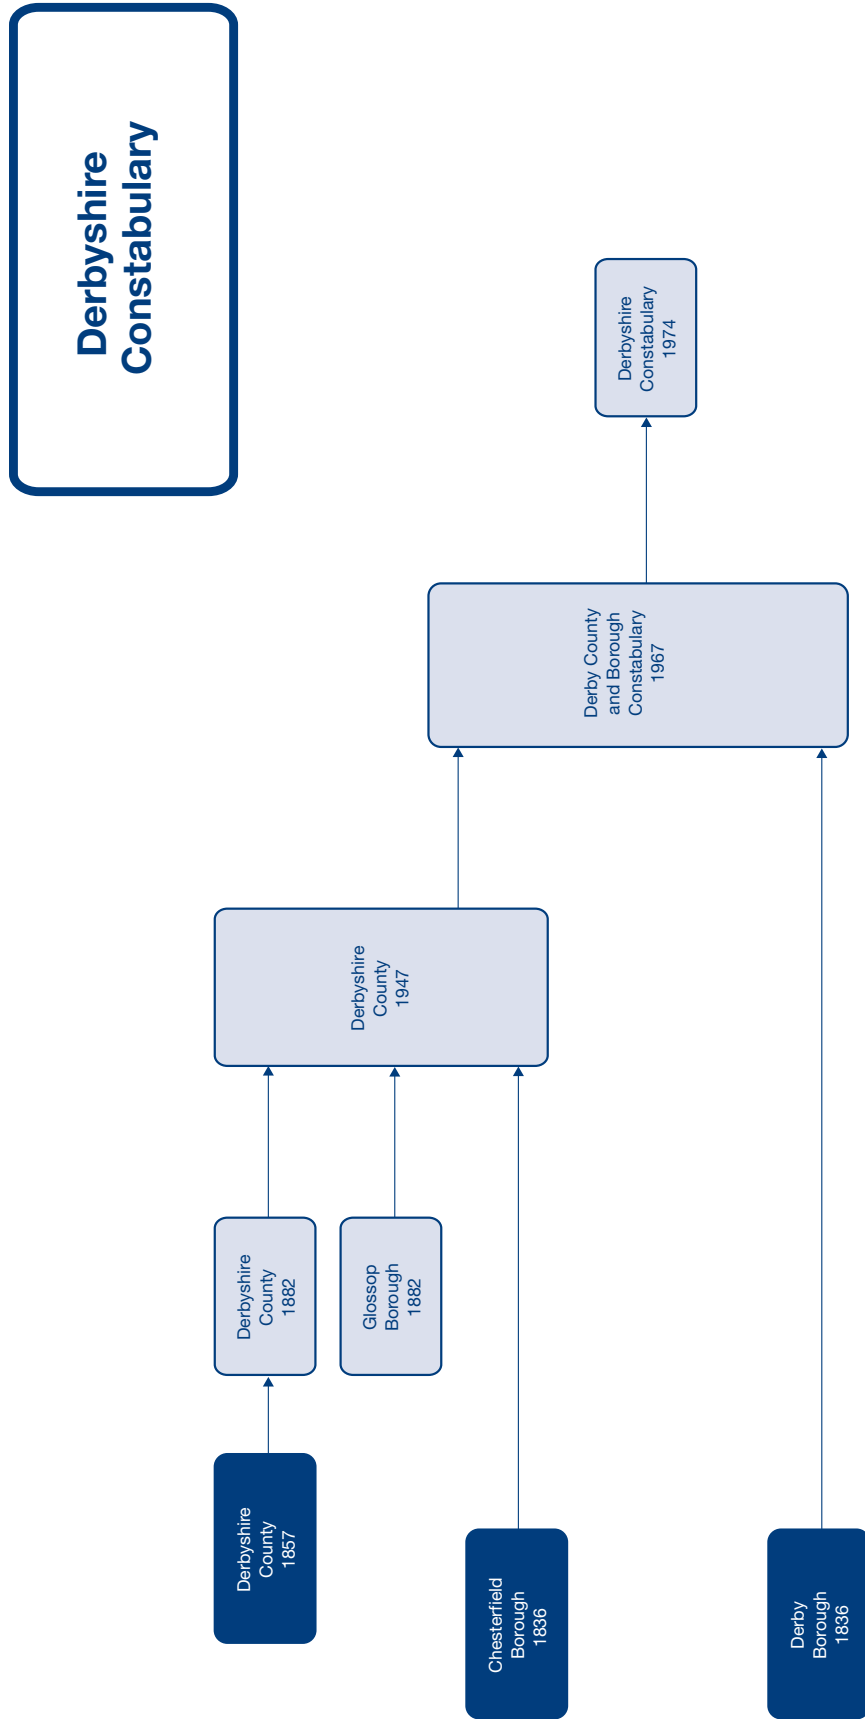 Derbyshire
Constabulary
Derbyshire
County
1857
Derbyshire
County
1882
Glossop
Borough
1882
Chesterfield
Borough
1836
Derby
Borough
1836
Derbyshire
County
1947
Derby County
and Borough
Constabulary
1967
Derbyshire
Constabulary
1974